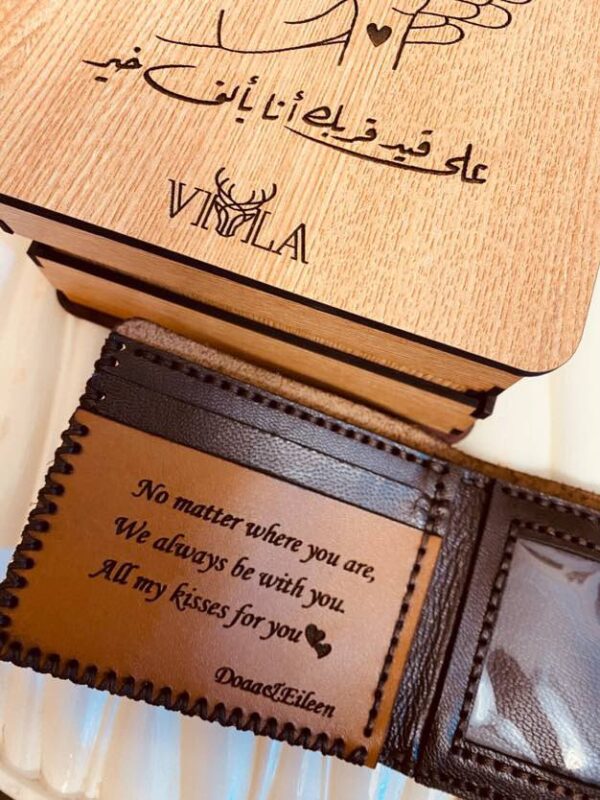 على قيد قربك أنا بألف خير
VIOLA
No matter where you are,
We always be with you.
All my kisses for you
Doaa&Eileen